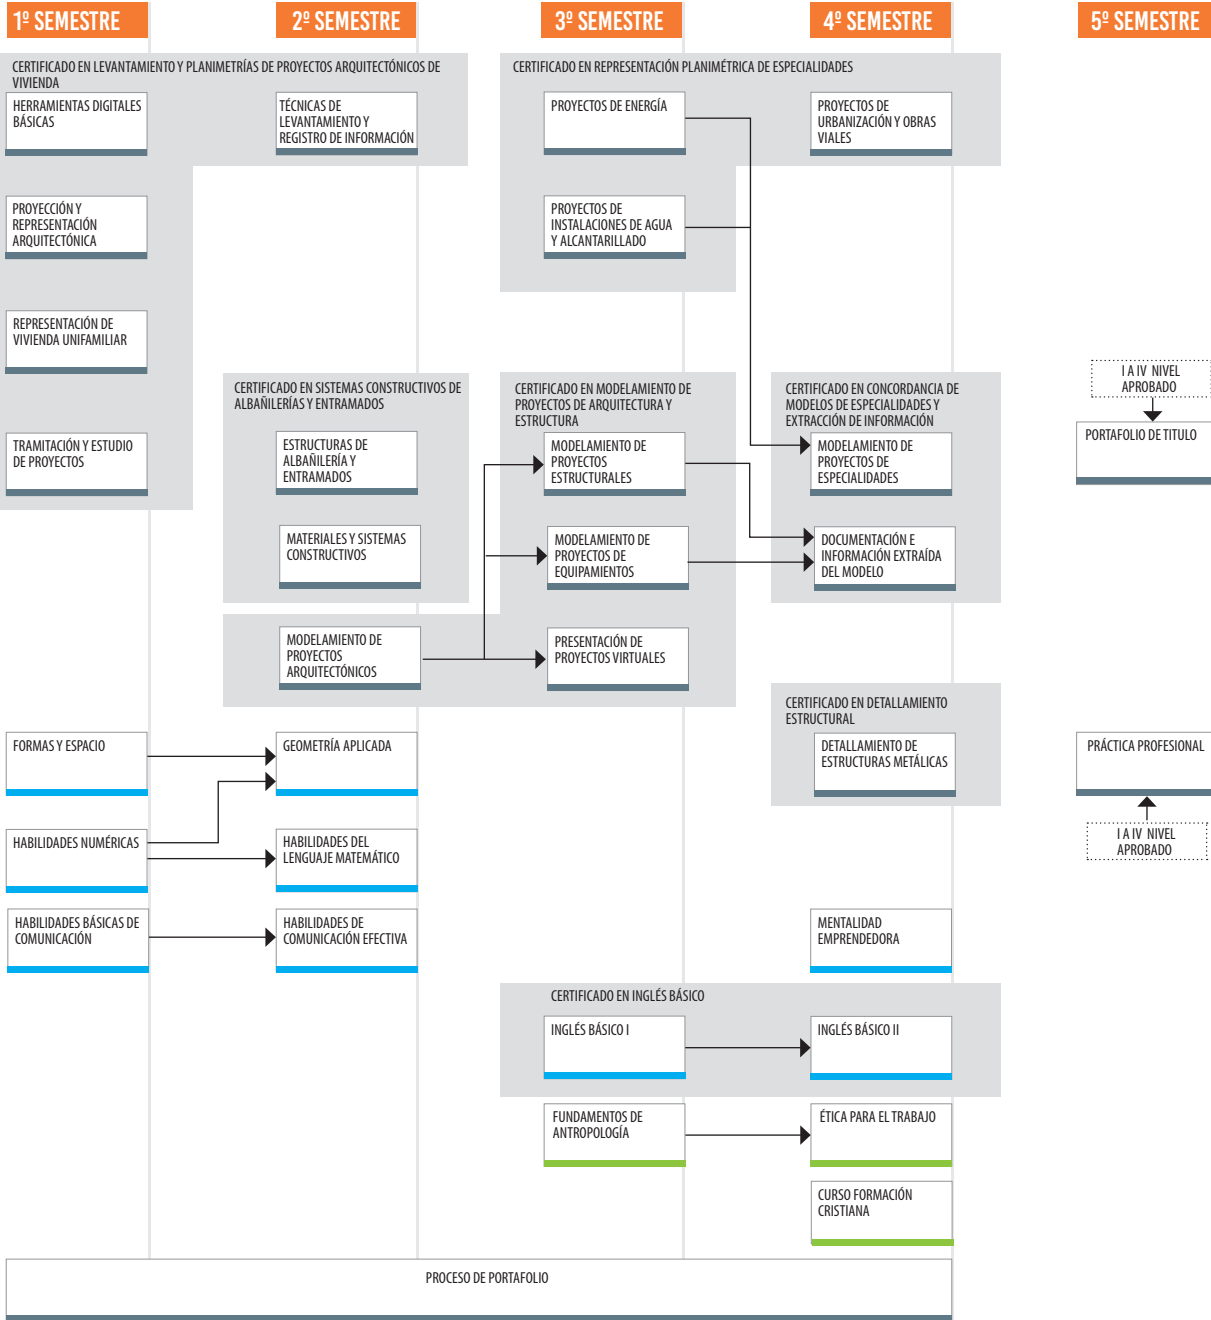 1º SEMESTRE
2º SEMESTRE
3º SEMESTRE
4º SEMESTRE
5º SEMESTRE
CERTIFICADO EN LEVANTAMIENTO Y PLANIMETRÍAS DE PROYECTOS ARQUITECTÓNICOS DE
VIVIENDA
HERRAMIENTAS DIGITALES
BÁSICAS
TÉCNICAS DE
LEVANTAMIENTO Y
REGISTRO DE INFORMACIÓN
PROYECCIÓN Y
REPRESENTACIÓN
ARQUITECTÓNICA
REPRESENTACIÓN DE
VIVIENDA UNIFAMILIAR
TRAMITACIÓN Y ESTUDIO
DE PROYECTOS
CERTIFICADO EN REPRESENTACIÓN PLANIMÉTRICA DE ESPECIALIDADES
PROYECTOS DE ENERGÍA
PROYECTOS DE
URBANIZACIÓN Y OBRAS
VIALES
PROYECTOS DE
INSTALACIONES DE AGUA
Y ALCANTARILLADO
CERTIFICADO EN SISTEMAS CONSTRUCTIVOS DE
ALBAÑILERÍAS Y ENTRAMADOS
ESTRUCTURAS DE
ALBAÑILERÍA Y
ENTRAMADOS
MATERIALES Y SISTEMAS
CONSTRUCTIVOS
CERTIFICADO EN MODELAMIENTO DE
PROYECTOS DE ARQUITECTURA Y
ESTRUCTURA
MODELAMIENTO DE
PROYECTOS
ESTRUCTURALES
MODELAMIENTO DE
PROYECTOS DE
EQUIPAMIENTOS
MODELAMIENTO DE
PROYECTOS
ARQUITECTÓNICOS
PRESENTACIÓN DE
PROYECTOS VIRTUALES
CERTIFICADO EN CONCORDANCIA DE
MODELOS DE ESPECIALIDADES Y
EXTRACCIÓN DE INFORMACIÓN
MODELAMIENTO DE
PROYECTOS DE
ESPECIALIDADES
DOCUMENTACIÓN E
INFORMACIÓN EXTRAÍDA
DEL MODELO
I A IV NIVEL
APROBADO
PORTAFOLIO DE TITULO
CERTIFICADO EN DETALLAMIENTO
ESTRUCTURAL
DETALLAMIENTO DE
ESTRUCTURAS METÁLICAS
PRÁCTICA PROFESIONAL
I A IV NIVEL
APROBADO
FORMAS Y ESPACIO
GEOMETRÍA APLICADA
HABILIDADES NUMÉRICAS
HABILIDADES DEL
LENGUAJE MATEMÁTICO
HABILIDADES BÁSICAS DE
COMUNICACIÓN
HABILIDADES DE
COMUNICACIÓN EFECTIVA
MENTALIDAD
EMPRENDEDORA
CERTIFICADO EN INGLÉS BÁSICO
INGLÉS BÁSICO I
INGLÉS BÁSICO II
FUNDAMENTOS DE
ANTROPOLOGÍA
ÉTICA PARA EL TRABAJO
CURSO FORMACIÓN
CRISTIANA
PROCESO DE PORTAFOLIO